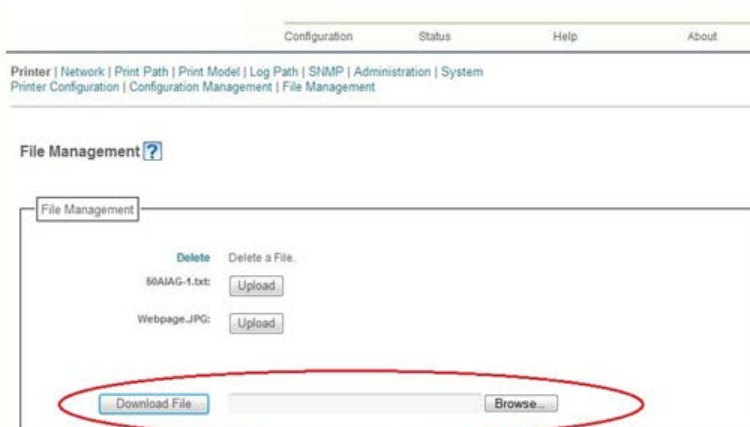 Configuration Status Help About
Printer | Network | Print Path | Print Model | Log Path | SNMP | Administration | System
Printer Configuration | Configuration Management | File Management
File Management ?
File Management
Delete Delete a File.
50AIAG-1.txt: Upload
Webpage.JPG: Upload
Download File Browse...